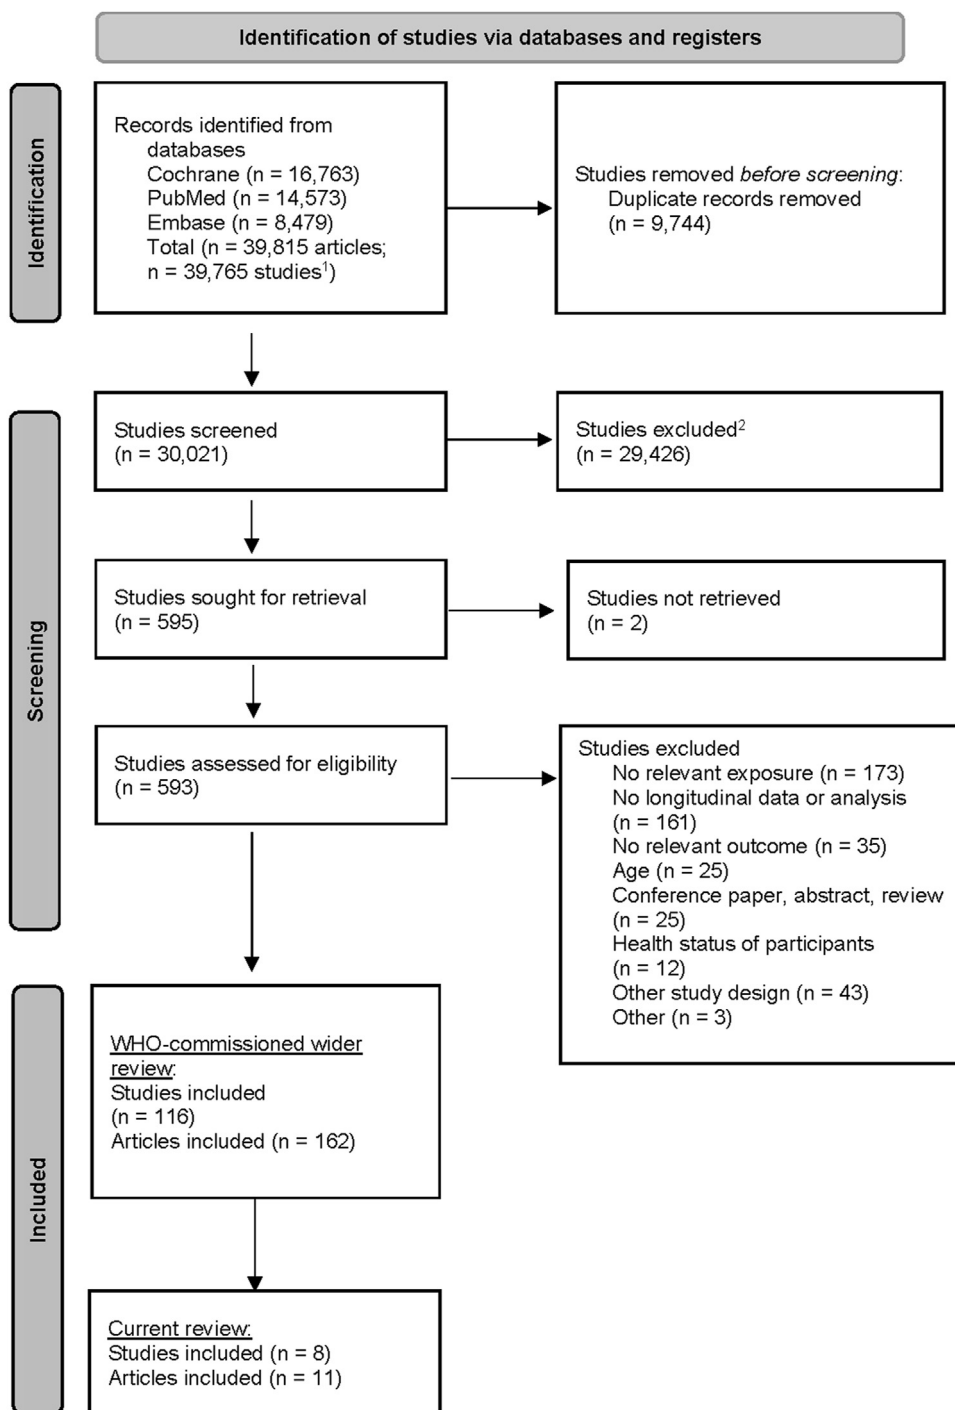 Identification of studies via databases and registers
Identification
Records identified from
databases
Cochrane (n = 16,763)
PubMed (n = 14,573)
Embase (n = 8,479)
Total (n = 39,815 articles;
n = 39,765 studies¹)
Studies removed before screening:
Duplicate records removed
(n = 9,744)
Screening
Studies screened
(n = 30,021)
Studies excluded²
(n = 29,426)
Studies sought for retrieval
(n = 595)
Studies not retrieved
(n = 2)
Studies assessed for eligibility
(n = 593)
Studies excluded
No relevant exposure (n = 173)
No longitudinal data or analysis
(n = 161)
No relevant outcome (n = 35)
Age (n = 25)
Conference paper, abstract, review
(n = 25)
Health status of participants
(n = 12)
Other study design (n = 43)
Other (n = 3)
Included
WHO-commissioned wider
review:
Studies included
(n = 116)
Articles included (n = 162)
Current review:
Studies included (n = 8)
Articles included (n = 11)